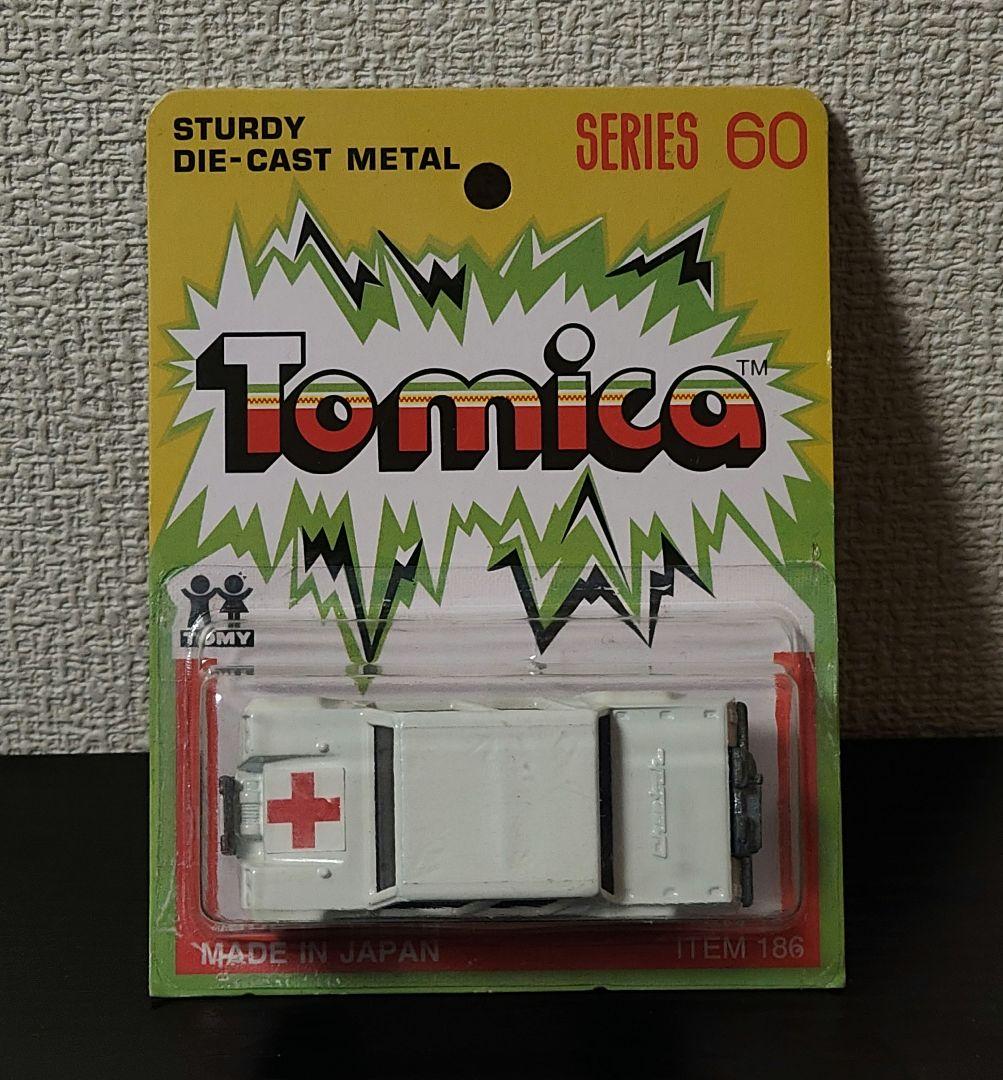 STURDY
DIE-CAST METAL
SERIES 60
Tomica™
TOMY
MADE IN JAPAN
ITEM 186